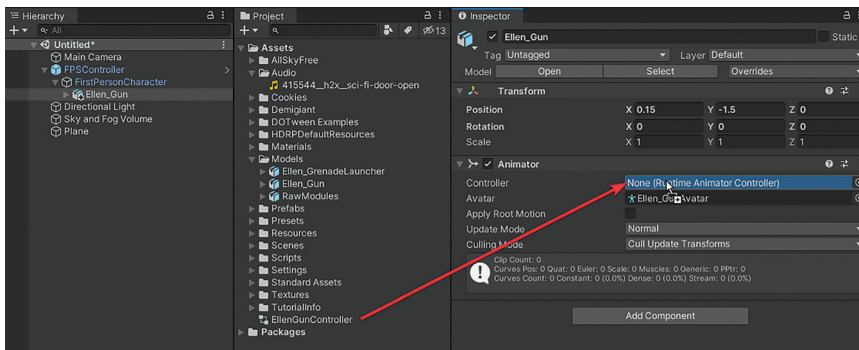 Hierarchy
All
Untitled*
Main Camera
FPSController
FirstPersonCharacter
Ellen_Gun
Directional Light
Sky and Fog Volume
Plane
Project
13
Assets
AllSkyFree
Audio
415544__h2x__sci-fi-door-open
Cookies
Demigiant
DOTween Examples
HDRPDefaultResources
Materials
Models
Ellen_GrenadeLauncher
Ellen_Gun
RawModules
Prefabs
Presets
Resources
Scenes
Scripts
Settings
Standard Assets
Textures
TutorialInfo
EllenGunController
Packages
Inspector
Ellen_Gun Static
Tag Untagged Layer Default
Model Open Select Overrides
Transform
Position X 0.15 Y -1.5 Z 0
Rotation X 0 Y 0 Z 0
Scale X 1 Y 1 Z 1
Animator
Controller None (Runtime Animator Controller)
Avatar Ellen_GunAvatar
Apply Root Motion
Update Mode Normal
Culling Mode Cull Update Transforms
Clip Count: 0
Curves Pos: 0 Quat: 0 Euler: 0 Scale: 0 Muscles: 0 Generic: 0 PPtr: 0
Curves Count: 0 Constant: 0 (0.0%) Dense: 0 (0.0%) Stream: 0 (0.0%)
Add Component